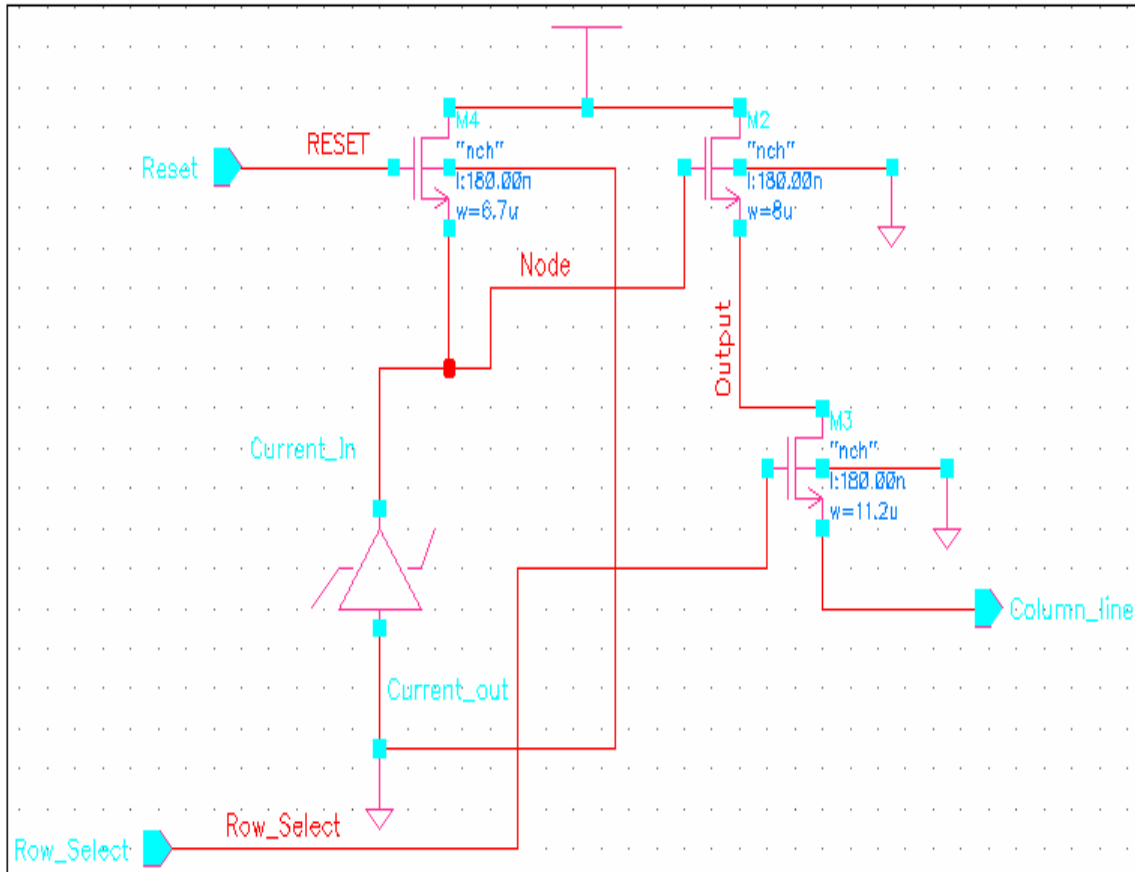 M4
M2
RESET
"nch"
"nch"
Reset
l:180.00n
l:180.00n
w=6.7u
w=8u
Node
Output
M3
Current_In
"nch"
l:180.00n
w=11.2u
Column_line
Current_out
Row_Select
Row_Select